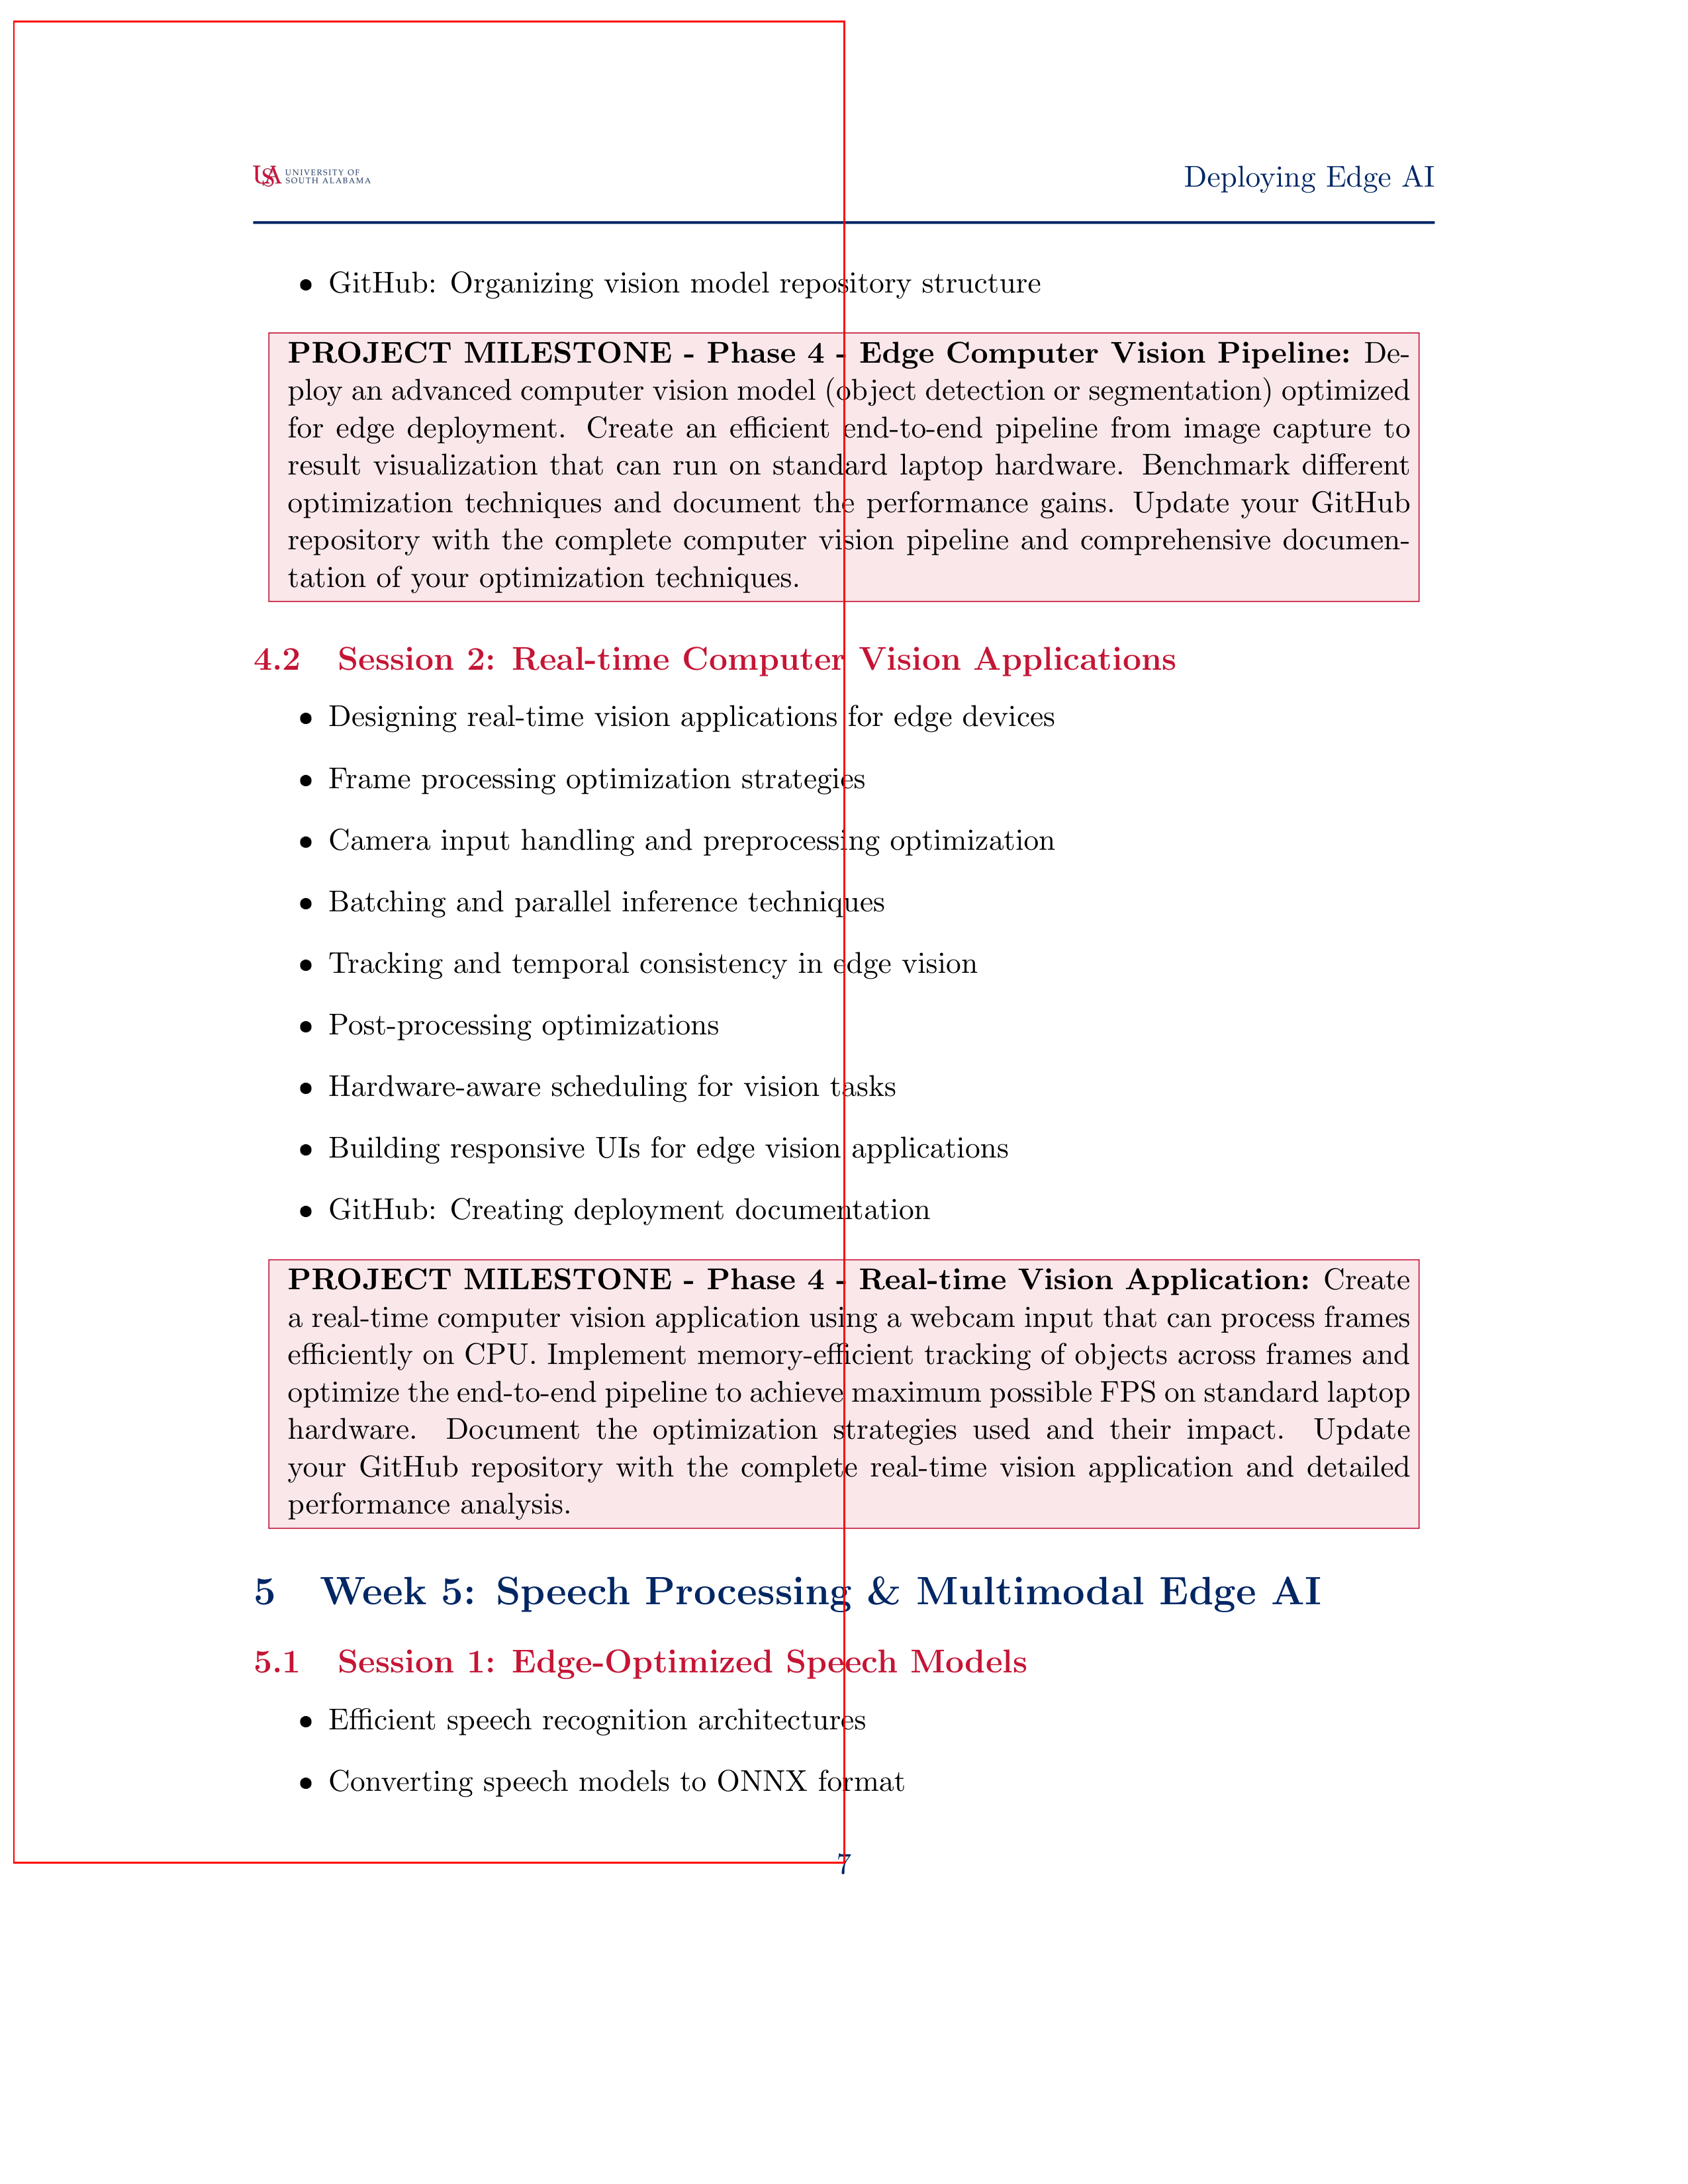 USA UNIVERSITY OF
SOUTH ALABAMA
Deploying Edge AI
• GitHub: Organizing vision model repository structure
PROJECT MILESTONE - Phase 4 - Edge Computer Vision Pipeline: De-
ploy an advanced computer vision model (object detection or segmentation) optimized
for edge deployment. Create an efficient end-to-end pipeline from image capture to
result visualization that can run on standard laptop hardware. Benchmark different
optimization techniques and document the performance gains. Update your GitHub
repository with the complete computer vision pipeline and comprehensive documen-
tation of your optimization techniques.
4.2 Session 2: Real-time Computer Vision Applications
• Designing real-time vision applications for edge devices
• Frame processing optimization strategies
• Camera input handling and preprocessing optimization
• Batching and parallel inference techniques
• Tracking and temporal consistency in edge vision
• Post-processing optimizations
• Hardware-aware scheduling for vision tasks
• Building responsive UIs for edge vision applications
• GitHub: Creating deployment documentation
PROJECT MILESTONE - Phase 4 - Real-time Vision Application: Create
a real-time computer vision application using a webcam input that can process frames
efficiently on CPU. Implement memory-efficient tracking of objects across frames and
optimize the end-to-end pipeline to achieve maximum possible FPS on standard laptop
hardware. Document the optimization strategies used and their impact. Update
your GitHub repository with the complete real-time vision application and detailed
performance analysis.
5 Week 5: Speech Processing & Multimodal Edge AI
5.1 Session 1: Edge-Optimized Speech Models
• Efficient speech recognition architectures
• Converting speech models to ONNX format
7